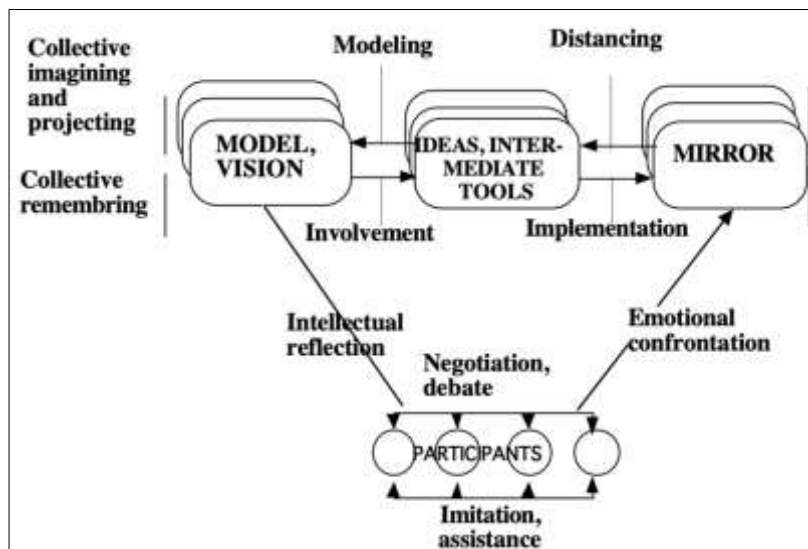 Modeling
Distancing
Collective
imagining
and
projecting
MODEL,
VISION
IDEAS, INTER-
MEDIATE
TOOLS
MIRROR
Collective
remembring
Involvement
Implementation
Intellectual
reflection
Emotional
confrontation
Negotiation,
debate
PARTICIPANTS
Imitation,
assistance